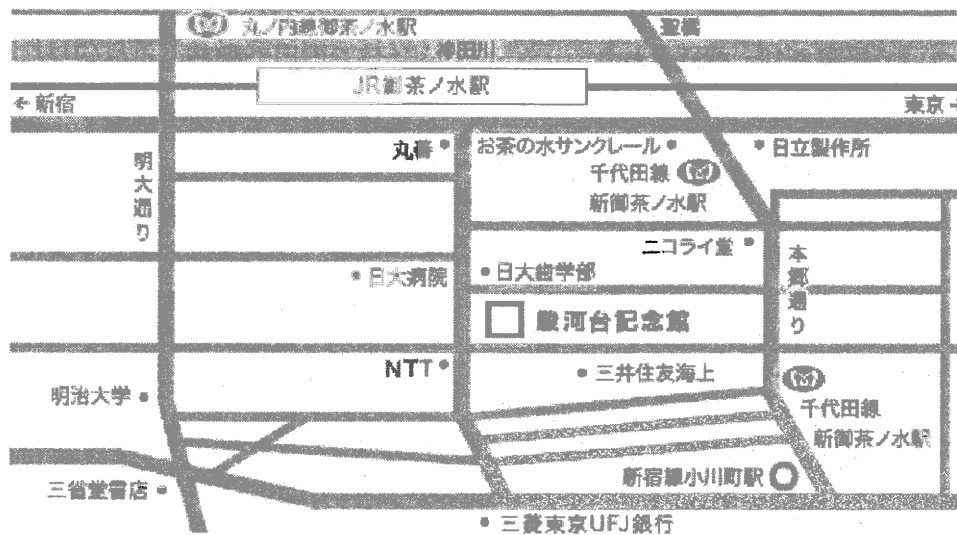 丸ノ内線御茶ノ水駅
聖橋
神田川
JR御茶ノ水駅
←新宿
東京→
明大通り
丸善
お茶の水サンクレール
日立製作所
千代田線
新御茶ノ水駅
ニコライ堂
本郷通り
日大病院
日大歯学部
駿河台記念館
NTT
三井住友海上
明治大学
千代田線
新御茶ノ水駅
新宿線小川町駅
三省堂書店
三菱東京UFJ銀行